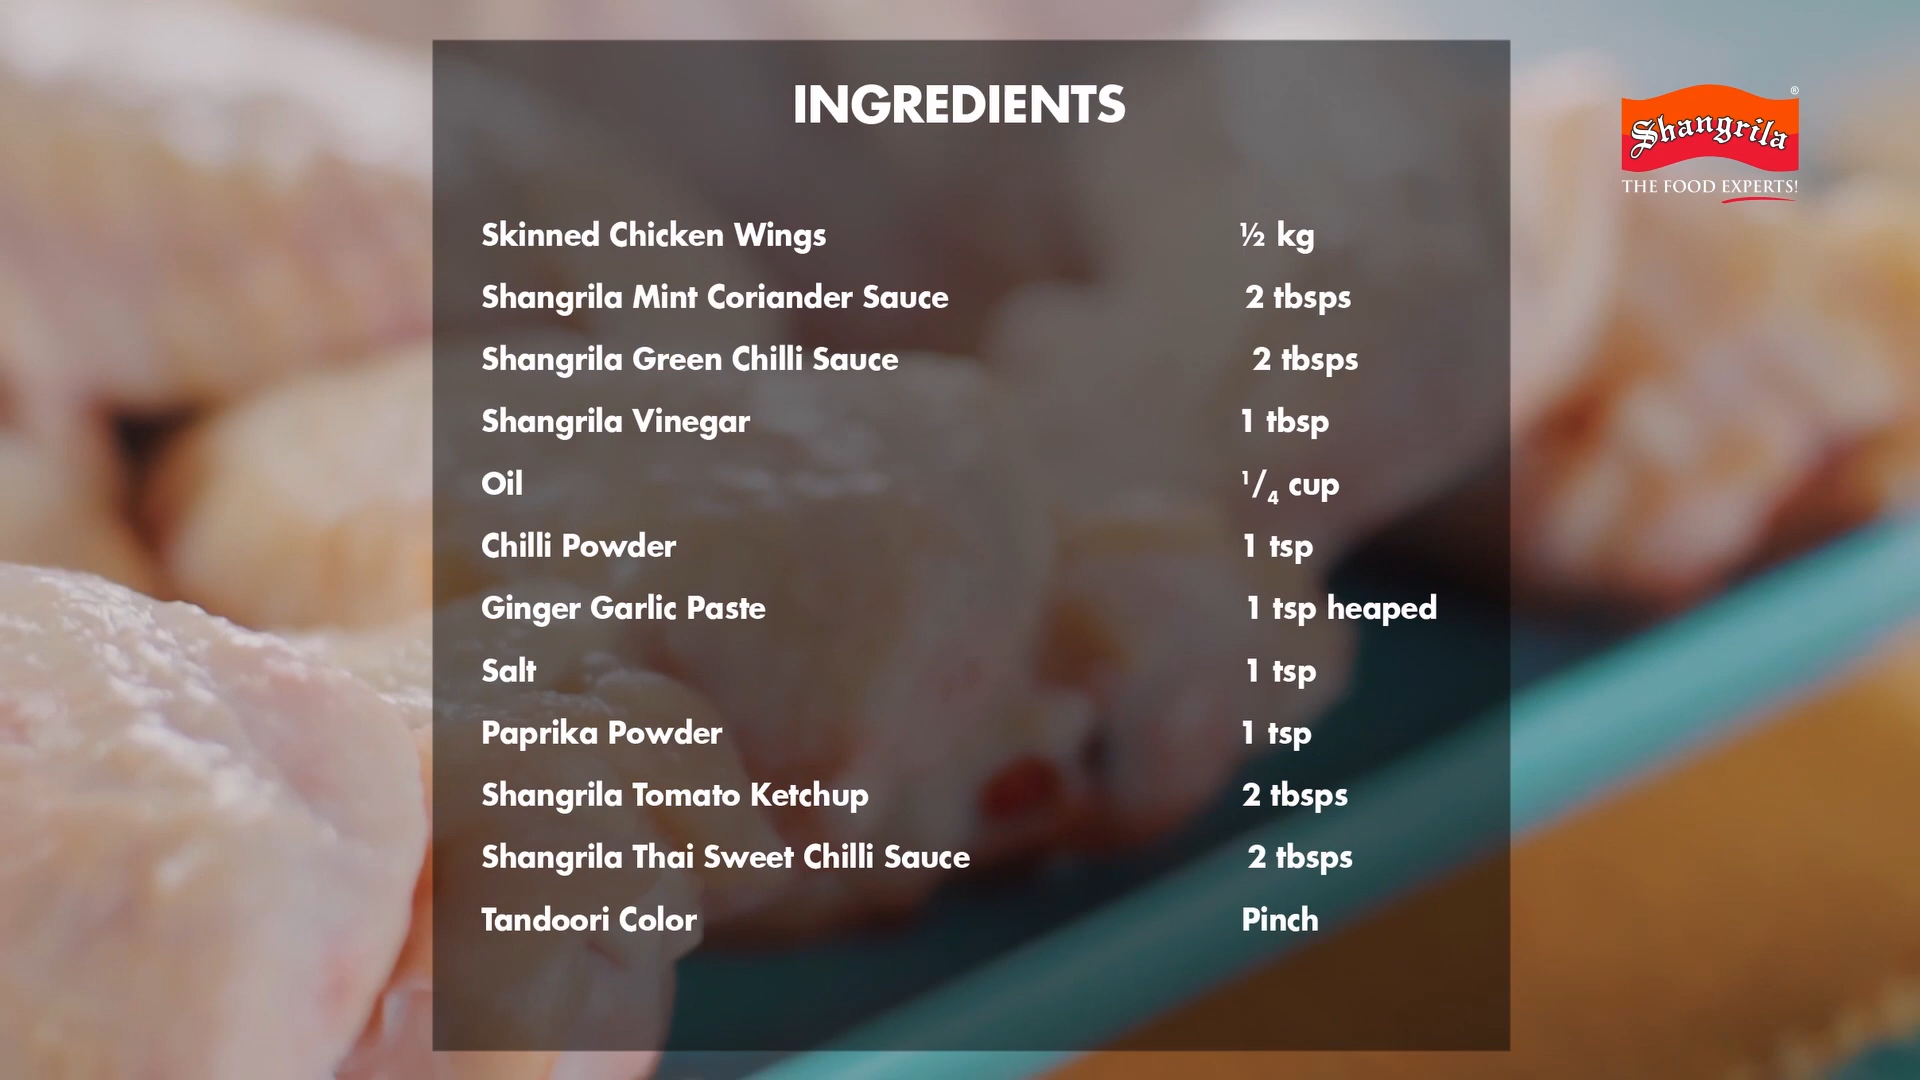 INGREDIENTS
Shangrila ®
THE FOOD EXPERTS!
Skinned Chicken Wings ½ kg
Shangrila Mint Coriander Sauce 2 tbsps
Shangrila Green Chilli Sauce 2 tbsps
Shangrila Vinegar 1 tbsp
Oil 1/4 cup
Chilli Powder 1 tsp
Ginger Garlic Paste 1 tsp heaped
Salt 1 tsp
Paprika Powder 1 tsp
Shangrila Tomato Ketchup 2 tbsps
Shangrila Thai Sweet Chilli Sauce 2 tbsps
Tandoori Color Pinch